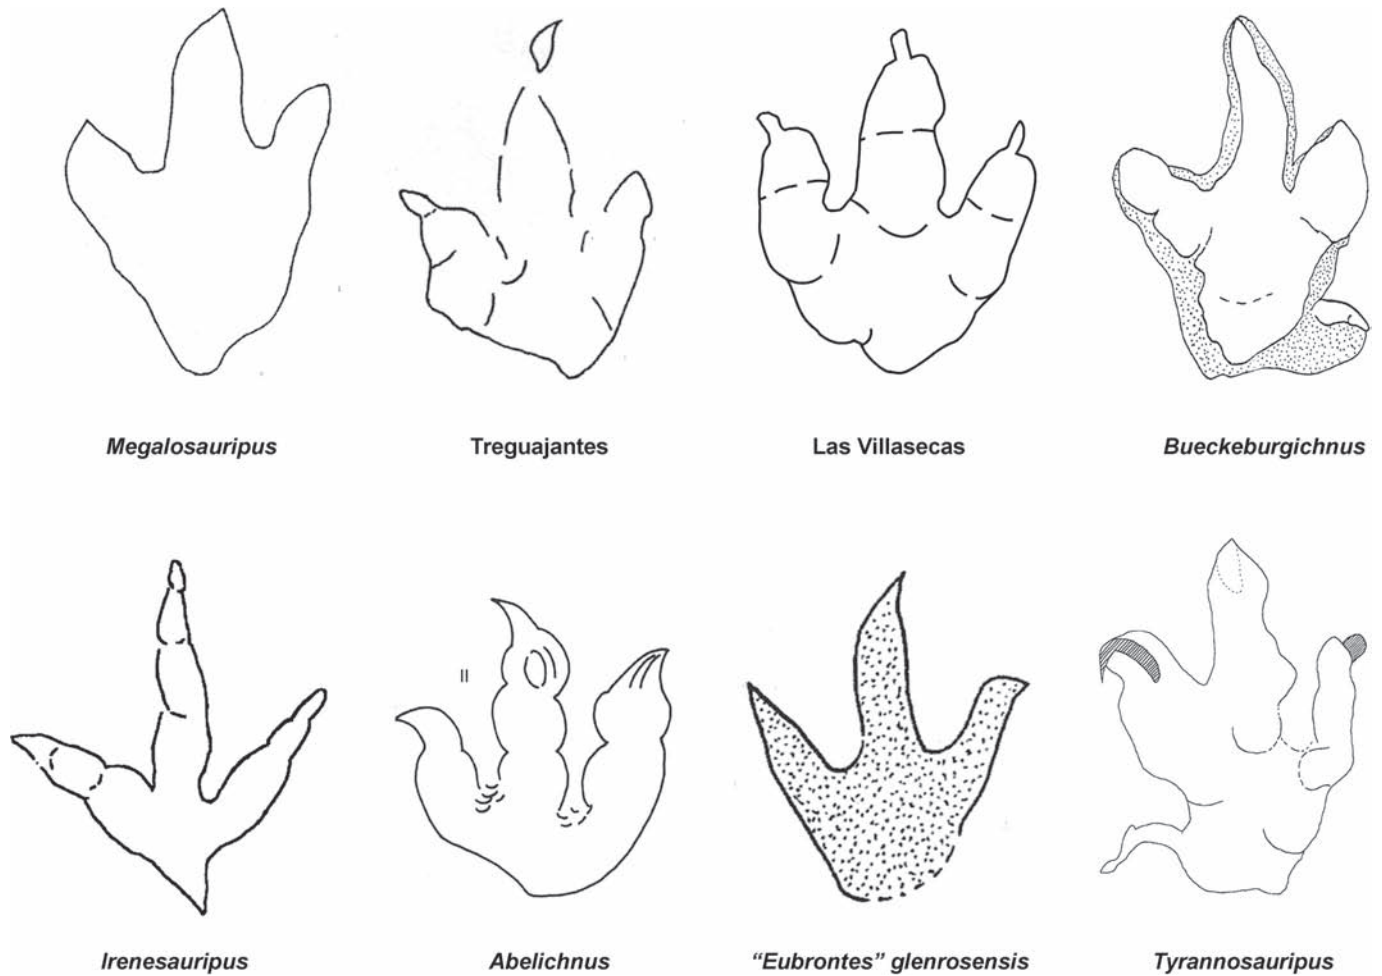 Megalosauripus
Treguajantes
Las Villasecas
Bueckeburgichnus
II
Irenesauripus
Abelichnus
“Eubrontes” glenrosensis
Tyrannosauripus